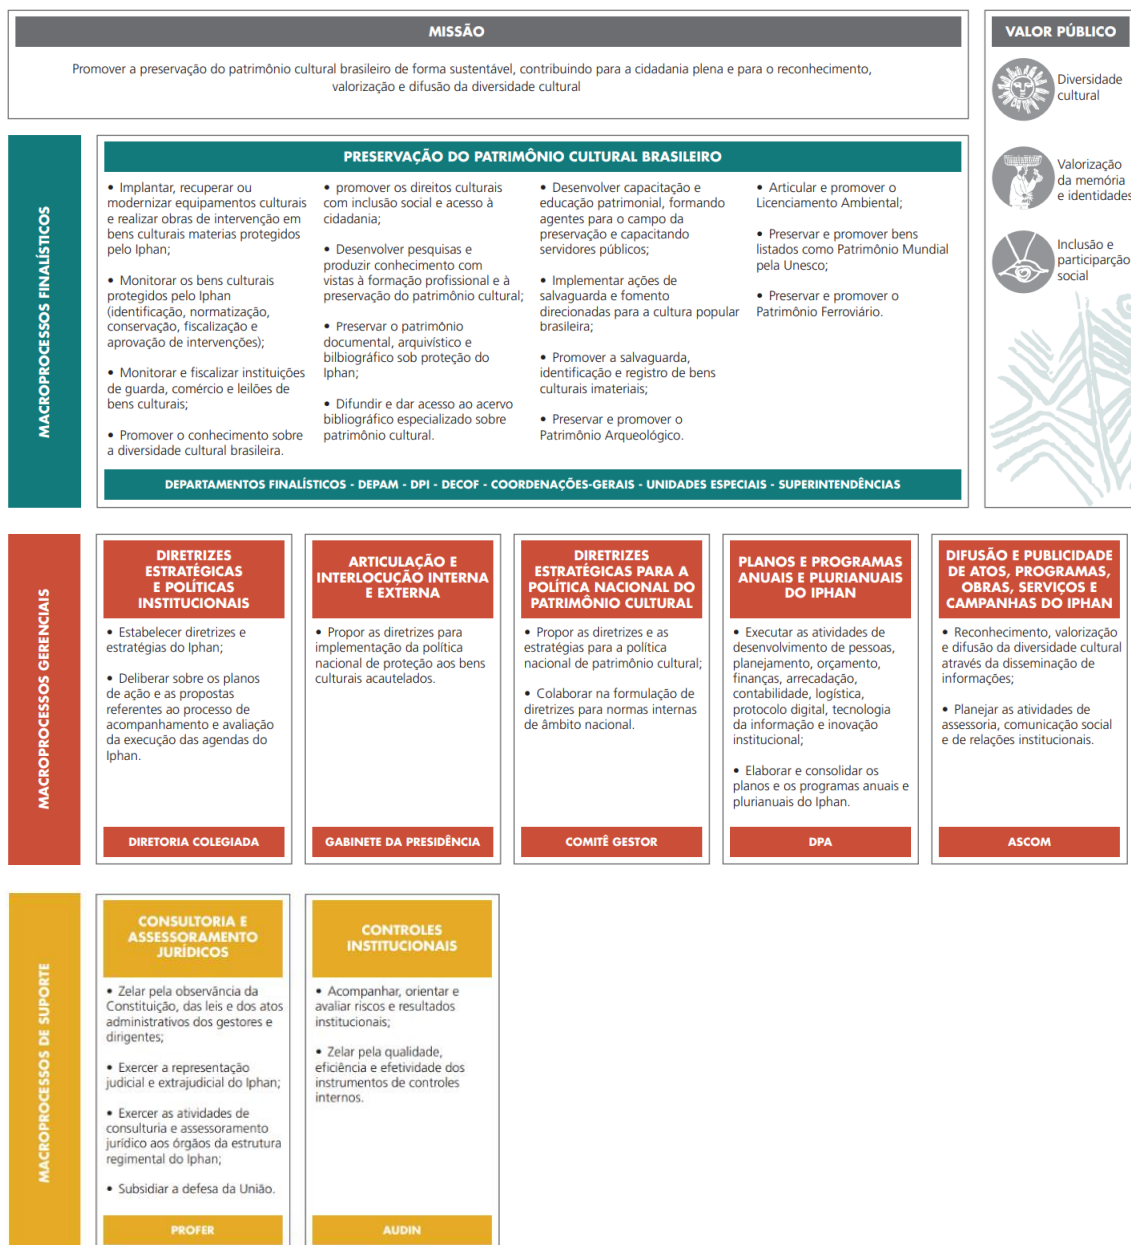 MISSÃO
Promover a preservação do patrimônio cultural brasileiro de forma sustentável, contribuindo para a cidadania plena e para o reconhecimento,
valorização e difusão da diversidade cultural
VALOR PÚBLICO
Diversidade
cultural
Valorização
da memória
e identidades
Inclusão e
participarção
social
MACROPROCESSOS FINALÍSTICOS
PRESERVAÇÃO DO PATRIMÔNIO CULTURAL BRASILEIRO
• Implantar, recuperar ou
modernizar equipamentos culturais
e realizar obras de intervenção em
bens culturais materias protegidos
pelo Iphan;
• Monitorar os bens culturais
protegidos pelo Iphan
(identificação, normatização,
conservação, fiscalização e
aprovação de intervenções);
• Monitorar e fiscalizar instituições
de guarda, comércio e leilões de
bens culturais;
• Promover o conhecimento sobre
a diversidade cultural brasileira.
• promover os direitos culturais
com inclusão social e acesso à
cidadania;
• Desenvolver pesquisas e
produzir conhecimento com
vistas à formação profissional e à
preservação do patrimônio cultural;
• Preservar o patrimônio
documental, arquivístico e
bilbiográfico sob proteção do
Iphan;
• Difundir e dar acesso ao acervo
bibliográfico especializado sobre
patrimônio cultural.
• Desenvolver capacitação e
educação patrimonial, formando
agentes para o campo da
preservação e capacitando
servidores públicos;
• Implementar ações de
salvaguarda e fomento
direcionadas para a cultura popular
brasileira;
• Promover a salvaguarda,
identificação e registro de bens
culturais imateriais;
• Preservar e promover o
Patrimônio Arqueológico.
• Articular e promover o
Licenciamento Ambiental;
• Preservar e promover bens
listados como Patrimônio Mundial
pela Unesco;
• Preservar e promover o
Patrimônio Ferroviário.
DEPARTAMENTOS FINALÍSTICOS - DEPAM - DPI - DECOF - COORDENAÇÕES-GERAIS - UNIDADES ESPECIAIS - SUPERINTENDÊNCIAS
MACROPROCESSOS GERENCIAIS
DIRETRIZES
ESTRATÉGICAS
E POLÍTICAS
INSTITUCIONAIS
• Estabelecer diretrizes e
estratégias do Iphan;
• Deliberar sobre os planos
de ação e as propostas
referentes ao processo de
acompanhamento e avaliação
da execução das agendas do
Iphan.
DIRETORIA COLEGIADA
ARTICULAÇÃO E
INTERLOCUÇÃO INTERNA
E EXTERNA
• Propor as diretrizes para
implementação da política
nacional de proteção aos bens
culturais acautelados.
GABINETE DA PRESIDÊNCIA
DIRETRIZES
ESTRATÉGICAS PARA A
POLÍTICA NACIONAL DO
PATRIMÔNIO CULTURAL
• Propor as diretrizes e as
estratégias para a política
nacional de patrimônio cultural;
• Colaborar na formulação de
diretrizes para normas internas
de âmbito nacional.
COMITÊ GESTOR
PLANOS E PROGRAMAS
ANUAIS E PLURIANUAIS
DO IPHAN
• Executar as atividades de
desenvolvimento de pessoas,
planejamento, orçamento,
finanças, arrecadação,
contabilidade, logística,
protocolo digital, tecnologia
da informação e inovação
institucional;
• Elaborar e consolidar os
planos e os programas anuais e
plurianuais do Iphan.
DPA
DIFUSÃO E PUBLICIDADE
DE ATOS, PROGRAMAS,
OBRAS, SERVIÇOS E
CAMPANHAS DO IPHAN
• Reconhecimento, valorização
e difusão da diversidade cultural
através da disseminação de
informações;
• Planejar as atividades de
assessoria, comunicação social
e de relações institucionais.
ASCOM
MACROPROCESSOS DE SUPORTE
CONSULTORIA E
ASSESSORAMENTO
JURÍDICOS
• Zelar pela observância da
Constituição, das leis e dos atos
administrativos dos gestores e
dirigentes;
• Exercer a representação
judicial e extrajudicial do Iphan;
• Exercer as atividades de
consulturia e assessoramento
jurídico aos órgãos da estrutura
regimental do Iphan;
• Subsidiar a defesa da União.
PROFER
CONTROLES
INSTITUCIONAIS
• Acompanhar, orientar e
avaliar riscos e resultados
institucionais;
• Zelar pela qualidade,
eficiência e efetividade dos
instrumentos de controles
internos.
AUDIN